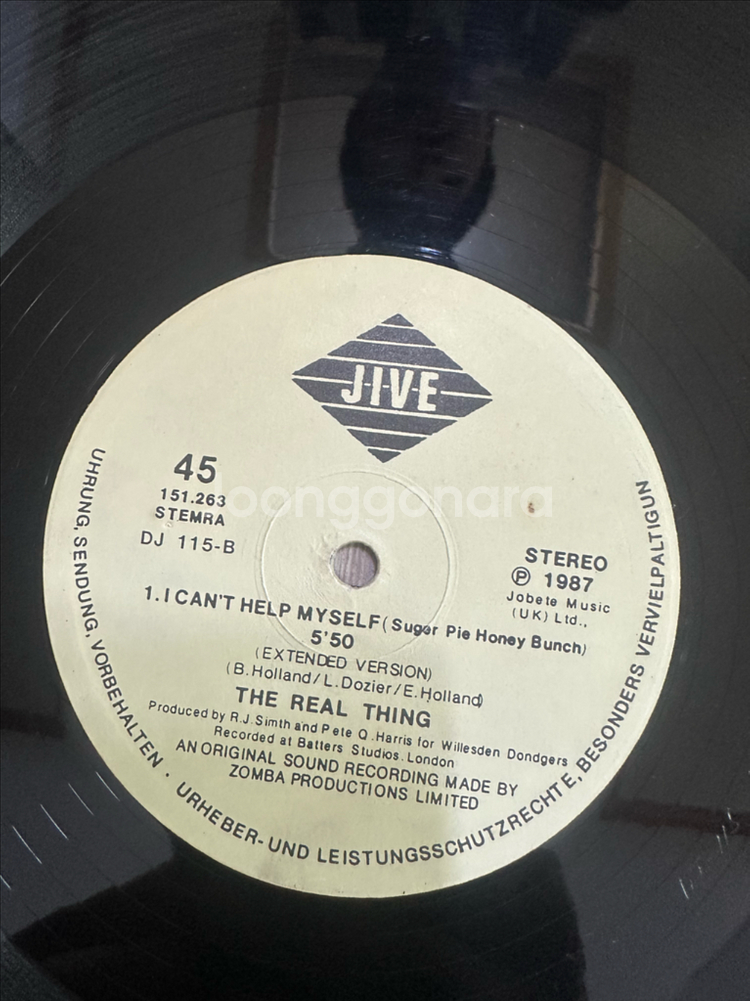 JIVE
45
151.263
STEMRA
DJ 115-B
STEREO
Ⓟ 1987
Jobete Music
(UK) Ltd.,
1. I CAN'T HELP MYSELF (Suger Pie Honey Bunch)
5'50
(EXTENDED VERSION)
(B.Holland/L.Dozier/E.Holland)
THE REAL THING
Produced by R.J.Simth and Pete Q.Harris for Willesden Dondgers
Recorded at Batters Studios.London
AN ORIGINAL SOUND RECORDING MADE BY
ZOMBA PRODUCTIONS LIMITED
URHEBER-UND LEISTUNGSSCHUTZRECHTE, BESONDERS VERVIELPALTIGUN
UHRUNG, SENDUNG, VORBEHALTEN ·
joonggonara